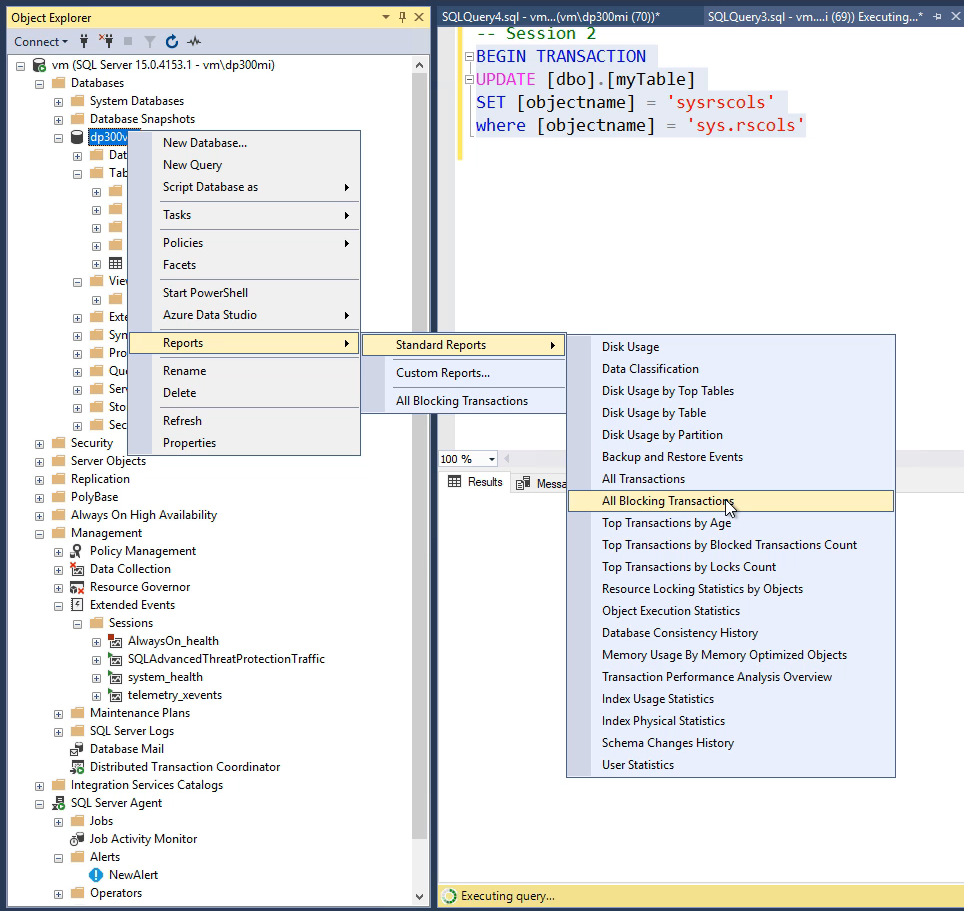 Object Explorer
Connect
vm (SQL Server 15.0.4153.1 - vm\dp300mi)
Databases
System Databases
Database Snapshots
dp300v
Dat
Tab
View
Exte
Syn
Pro
Que
Serv
Sto
Sec
Security
Server Objects
Replication
PolyBase
Always On High Availability
Management
Policy Management
Data Collection
Resource Governor
Extended Events
Sessions
AlwaysOn_health
SQLAdvancedThreatProtectionTraffic
system_health
telemetry_xevents
Maintenance Plans
SQL Server Logs
Database Mail
Distributed Transaction Coordinator
Integration Services Catalogs
SQL Server Agent
Jobs
Job Activity Monitor
Alerts
NewAlert
Operators
New Database...
New Query
Script Database as
Tasks
Policies
Facets
Start PowerShell
Azure Data Studio
Reports
Rename
Delete
Refresh
Properties
Standard Reports
Custom Reports...
All Blocking Transactions
Disk Usage
Data Classification
Disk Usage by Top Tables
Disk Usage by Table
Disk Usage by Partition
Backup and Restore Events
All Transactions
All Blocking Transactions
Top Transactions by Age
Top Transactions by Blocked Transactions Count
Top Transactions by Locks Count
Resource Locking Statistics by Objects
Object Execution Statistics
Database Consistency History
Memory Usage By Memory Optimized Objects
Transaction Performance Analysis Overview
Index Usage Statistics
Index Physical Statistics
Schema Changes History
User Statistics
SQLQuery4.sql - vm...(vm\dp300mi (70))*
SQLQuery3.sql - vm....i (69)) Executing...*
-- Session 2
BEGIN TRANSACTION
UPDATE [dbo].[myTable]
SET [objectname] = 'sysrscols'
where [objectname] = 'sys.rscols'
100 %
Results
Messa
Executing query...